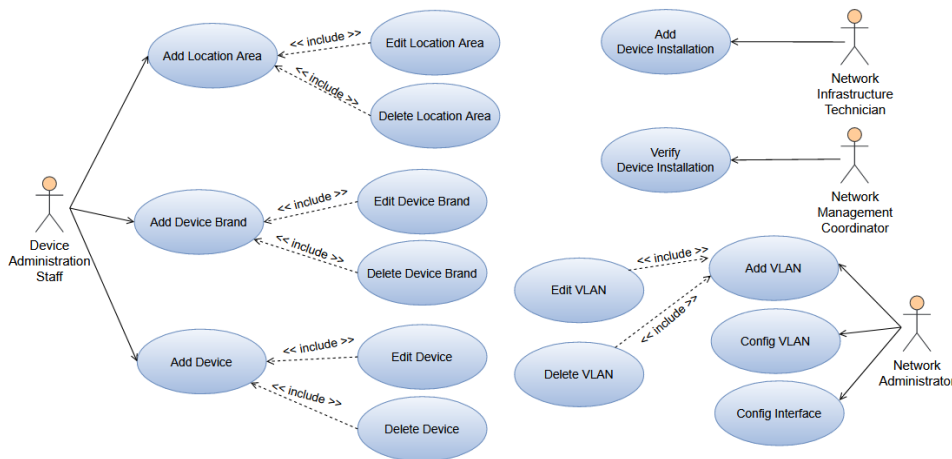 Add Location Area
<< include >>
Edit Location Area
<< include >>
Delete Location Area
Device
Administration
Staff
Add Device Brand
<< include >>
Edit Device Brand
<< include >>
Delete Device Brand
Add Device
<< include >>
Edit Device
<< include >>
Delete Device
Add
Device Installation
Network
Infrastructure
Technician
Verify
Device Installation
Network
Management
Coordinator
Edit VLAN
<< include >>
Add VLAN
Delete VLAN
<< include >>
Config VLAN
Config Interface
Network
Administrator